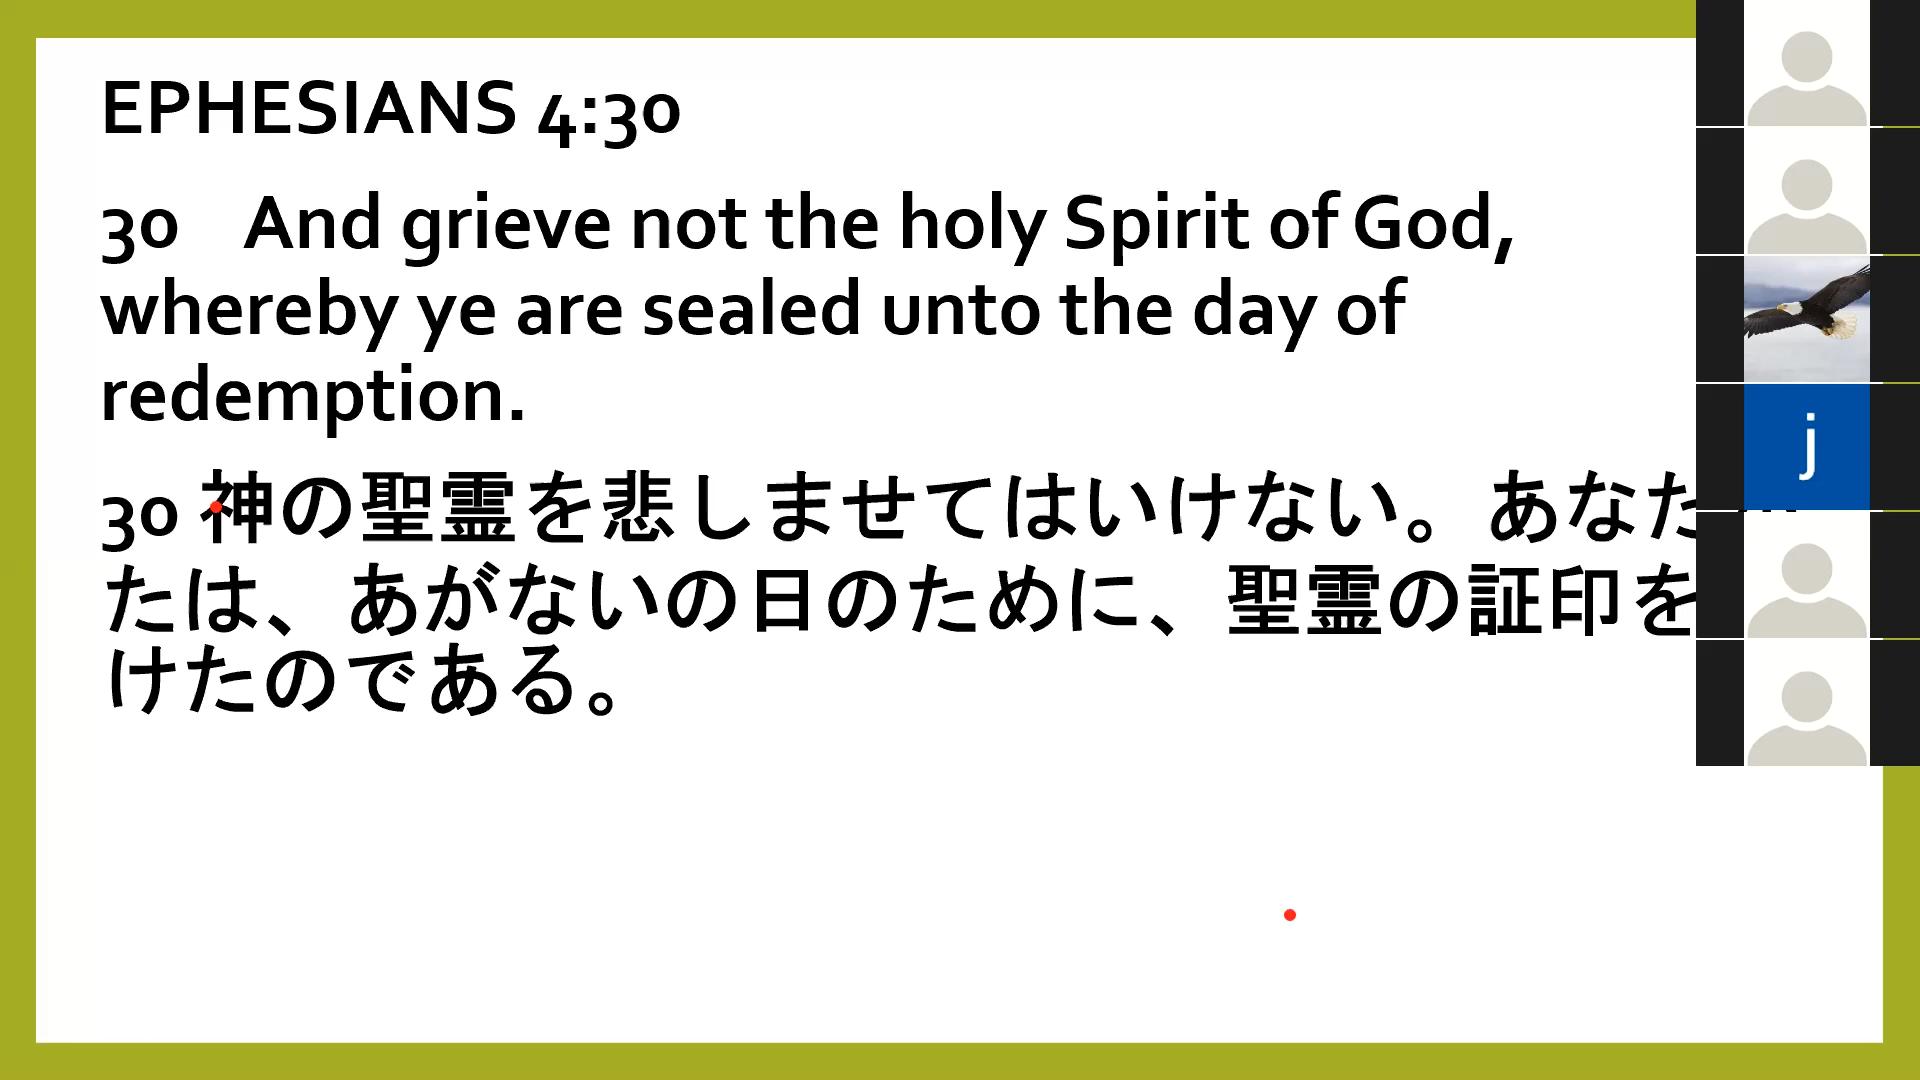 EPHESIANS 4:30
30 And grieve not the holy Spirit of God,
whereby ye are sealed unto the day of
redemption.
30 神の聖霊を悲しませてはいけない。あなた
たは、あがないの日のために、聖霊の証印を
けたのである。
j